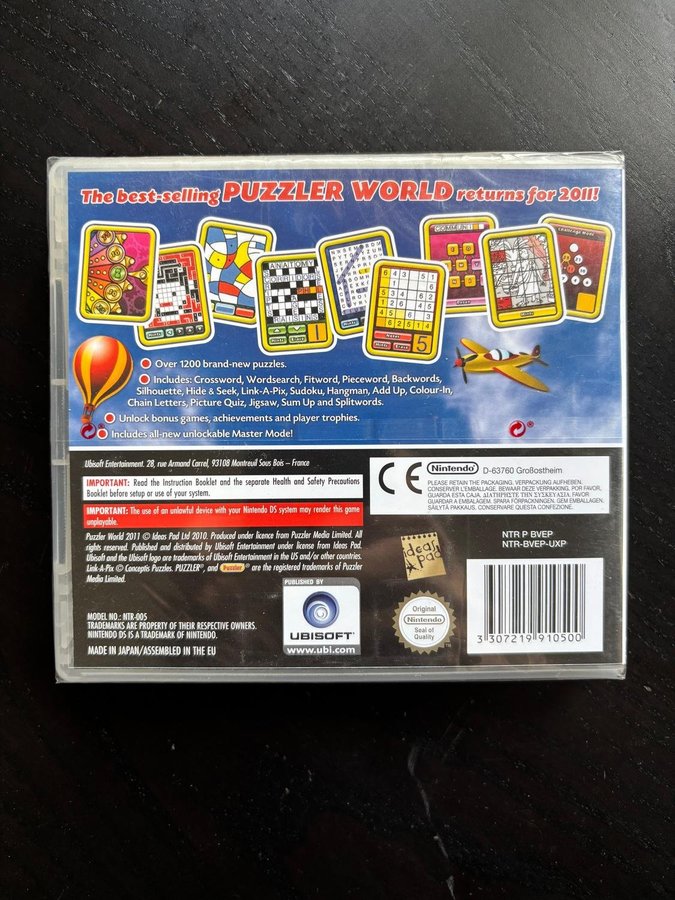 The best-selling PUZZLER WORLD returns for 2011!
Over 1200 brand-new puzzles.
Includes: Crossword, Wordsearch, Fitword, Pieceword, Backwords,
Silhouette, Hide & Seek, Link-A-Pix, Sudoku, Hangman, Add Up, Colour-In,
Chain Letters, Picture Quiz, Jigsaw, Sum Up and Splitwords.
Unlock bonus games, achievements and player trophies.
Includes all-new unlockable Master Mode!
Ubisoft Entertainment. 28, rue Armand Carrel, 93108 Montreuil Sous Bois – France
IMPORTANT: Read the Instruction Booklet and the separate Health and Safety Precautions
Booklet before setup or use of your system.
IMPORTANT: The use of an unlawful device with your Nintendo DS system may render this game
unplayable.
Puzzler World 2011 © Ideas Pad Ltd 2010. Produced under licence from Puzzler Media Limited. All
rights reserved. Published and distributed by Ubisoft Entertainment under license from Ideas Pad.
Ubisoft and the Ubisoft logo are trademarks of Ubisoft Entertainment in the US and/or other countries.
Link-A-Pix © Conceptis Puzzles. PUZZLER®, and Puzzler ® are the registered trademarks of Puzzler
Media Limited.
MODEL NO.: NTR-005
TRADEMARKS ARE PROPERTY OF THEIR RESPECTIVE OWNERS.
NINTENDO DS IS A TRADEMARK OF NINTENDO.
MADE IN JAPAN/ASSEMBLED IN THE EU
PUBLISHED BY
UBISOFT
www.ubi.com
CE
Nintendo
D-63760 Großostheim
PLEASE RETAIN THE PACKAGING. VERPACKUNG AUFHEBEN.
CONSERVER L'EMBALLAGE. BEWAAR DEZE VERPAKKING. POR FAVOR,
GUARDA ESTA CAJA. ΔΙΑΤΗΡΗΣΤΕ ΤΗΝ ΣΥΣΚΕΥΑΣΙΑ. POR FAVOR
GUARDAR A EMBALAGEM. SPARA FÖRPACKNINGEN. GEM EMBALLAGEN.
SÄILYTÄ PAKKAUS. CONSERVARE QUESTA CONFEZIONE.
ideas
pad
NTR P BVEP
NTR-BVEP-UXP
Original
Nintendo
Seal of
Quality
3 307219 910500